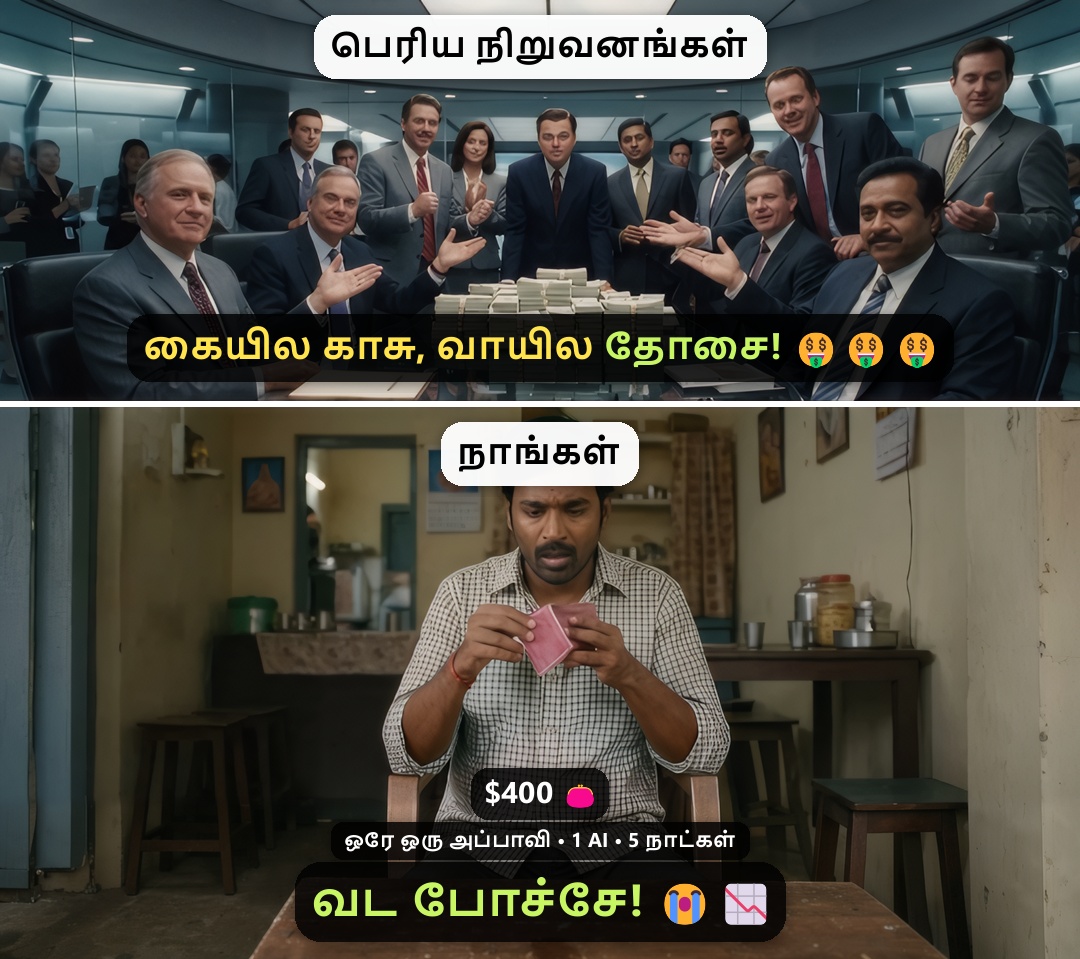 பெரிய நிறுவனங்கள்
கையில காசு, வாயில தோசை! 🤑 🤑 🤑
நாங்கள்
$400 👛
ஒரே ஒரு அப்பாவி • 1 AI • 5 நாட்கள்
வட போச்சே! 😭 📉